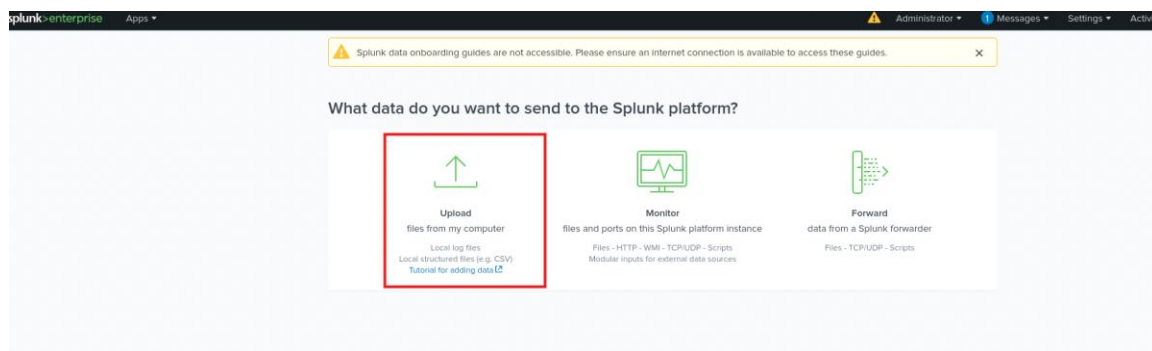 splunk>enterprise Apps Administrator 1 Messages Settings Activ
Splunk data onboarding guides are not accessible. Please ensure an internet connection is available to access these guides.
What data do you want to send to the Splunk platform?
Upload
files from my computer
Local log files
Local structured files (e.g. CSV)
Tutorial for adding data
Monitor
files and ports on this Splunk platform instance
Files - HTTP - WMI - TCP/UDP - Scripts
Modular inputs for external data sources
Forward
data from a Splunk forwarder
Files - TCP/UDP - Scripts